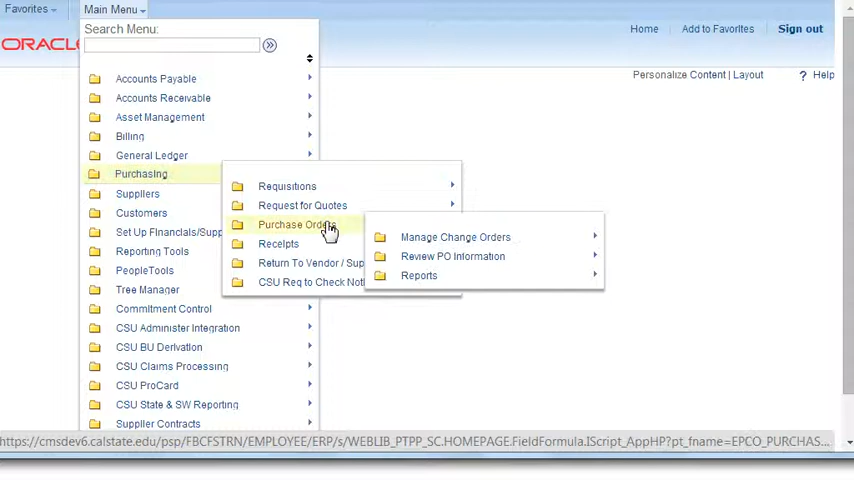 Favorites
Main Menu
Search Menu:
ORACLE
Home
Add to Favorites
Sign out
Personalize Content | Layout
? Help
Accounts Payable
Accounts Receivable
Asset Management
Billing
General Ledger
Purchasing
Suppliers
Customers
Set Up Financials/Supp
Reporting Tools
PeopleTools
Tree Manager
Commitment Control
CSU Administer Integration
CSU BU Derivation
CSU Claims Processing
CSU ProCard
CSU State & SW Reporting
Supplier Contracts
Requisitions
Request for Quotes
Purchase Orders
Receipts
Return To Vendor / Sup
CSU Req to Check Noti
Manage Change Orders
Review PO Information
Reports
https://cmsdev6.calstate.edu/psp/FBCFSTRN/EMPLOYEE/ERP/s/WEBLIB_PTPP_SC.HOMEPAGE.FieldFormula.IScript_AppHP?pt_fname=EPCO_PURCHAS...